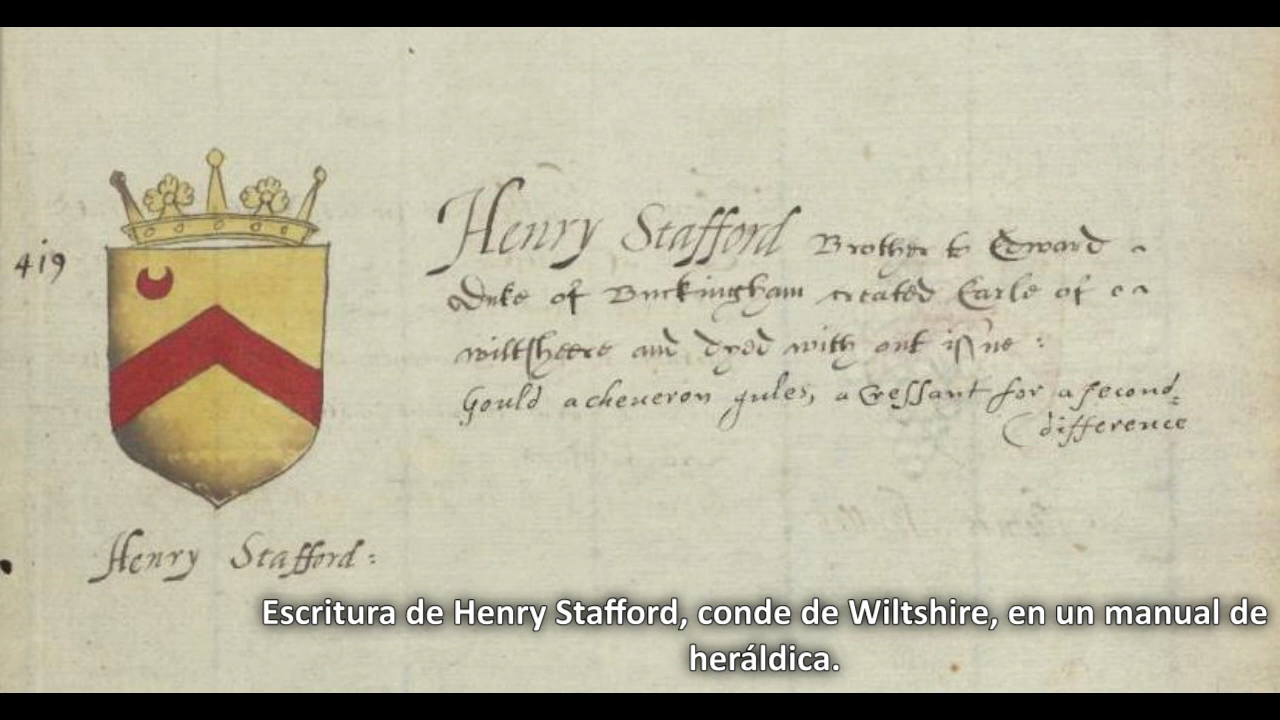 419
Henry Stafford Brother to Edward
Duke of Buckingham created Earle of
wiltsheere and dyed with out issue :
Gould a cheueron gules, a Cressant for a second
difference
Henry Stafford :
Escritura de Henry Stafford, conde de Wiltshire, en un manual de
heráldica.